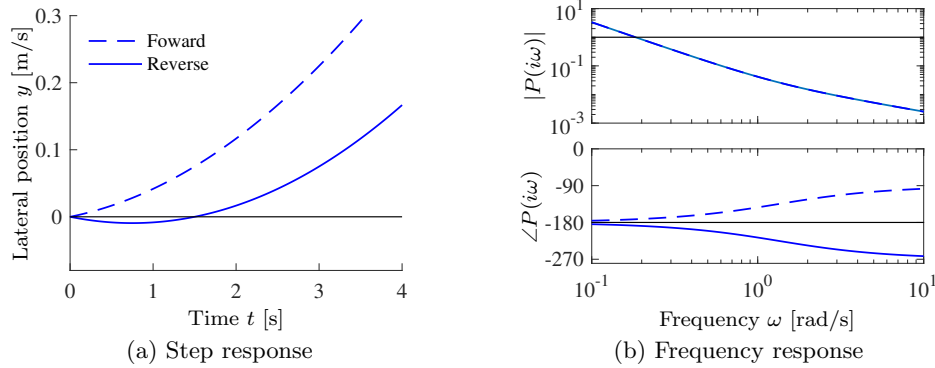 0.3
0.2
0.1
0
Lateral position y [m/s]
Foward
Reverse
0 1 2 3 4
Time t [s]
(a) Step response
10^1
10^-1
10^-3
|P(iω)|
0
-90
-180
-270
∠P(iω)
10^-1 10^0 10^1
Frequency ω [rad/s]
(b) Frequency response